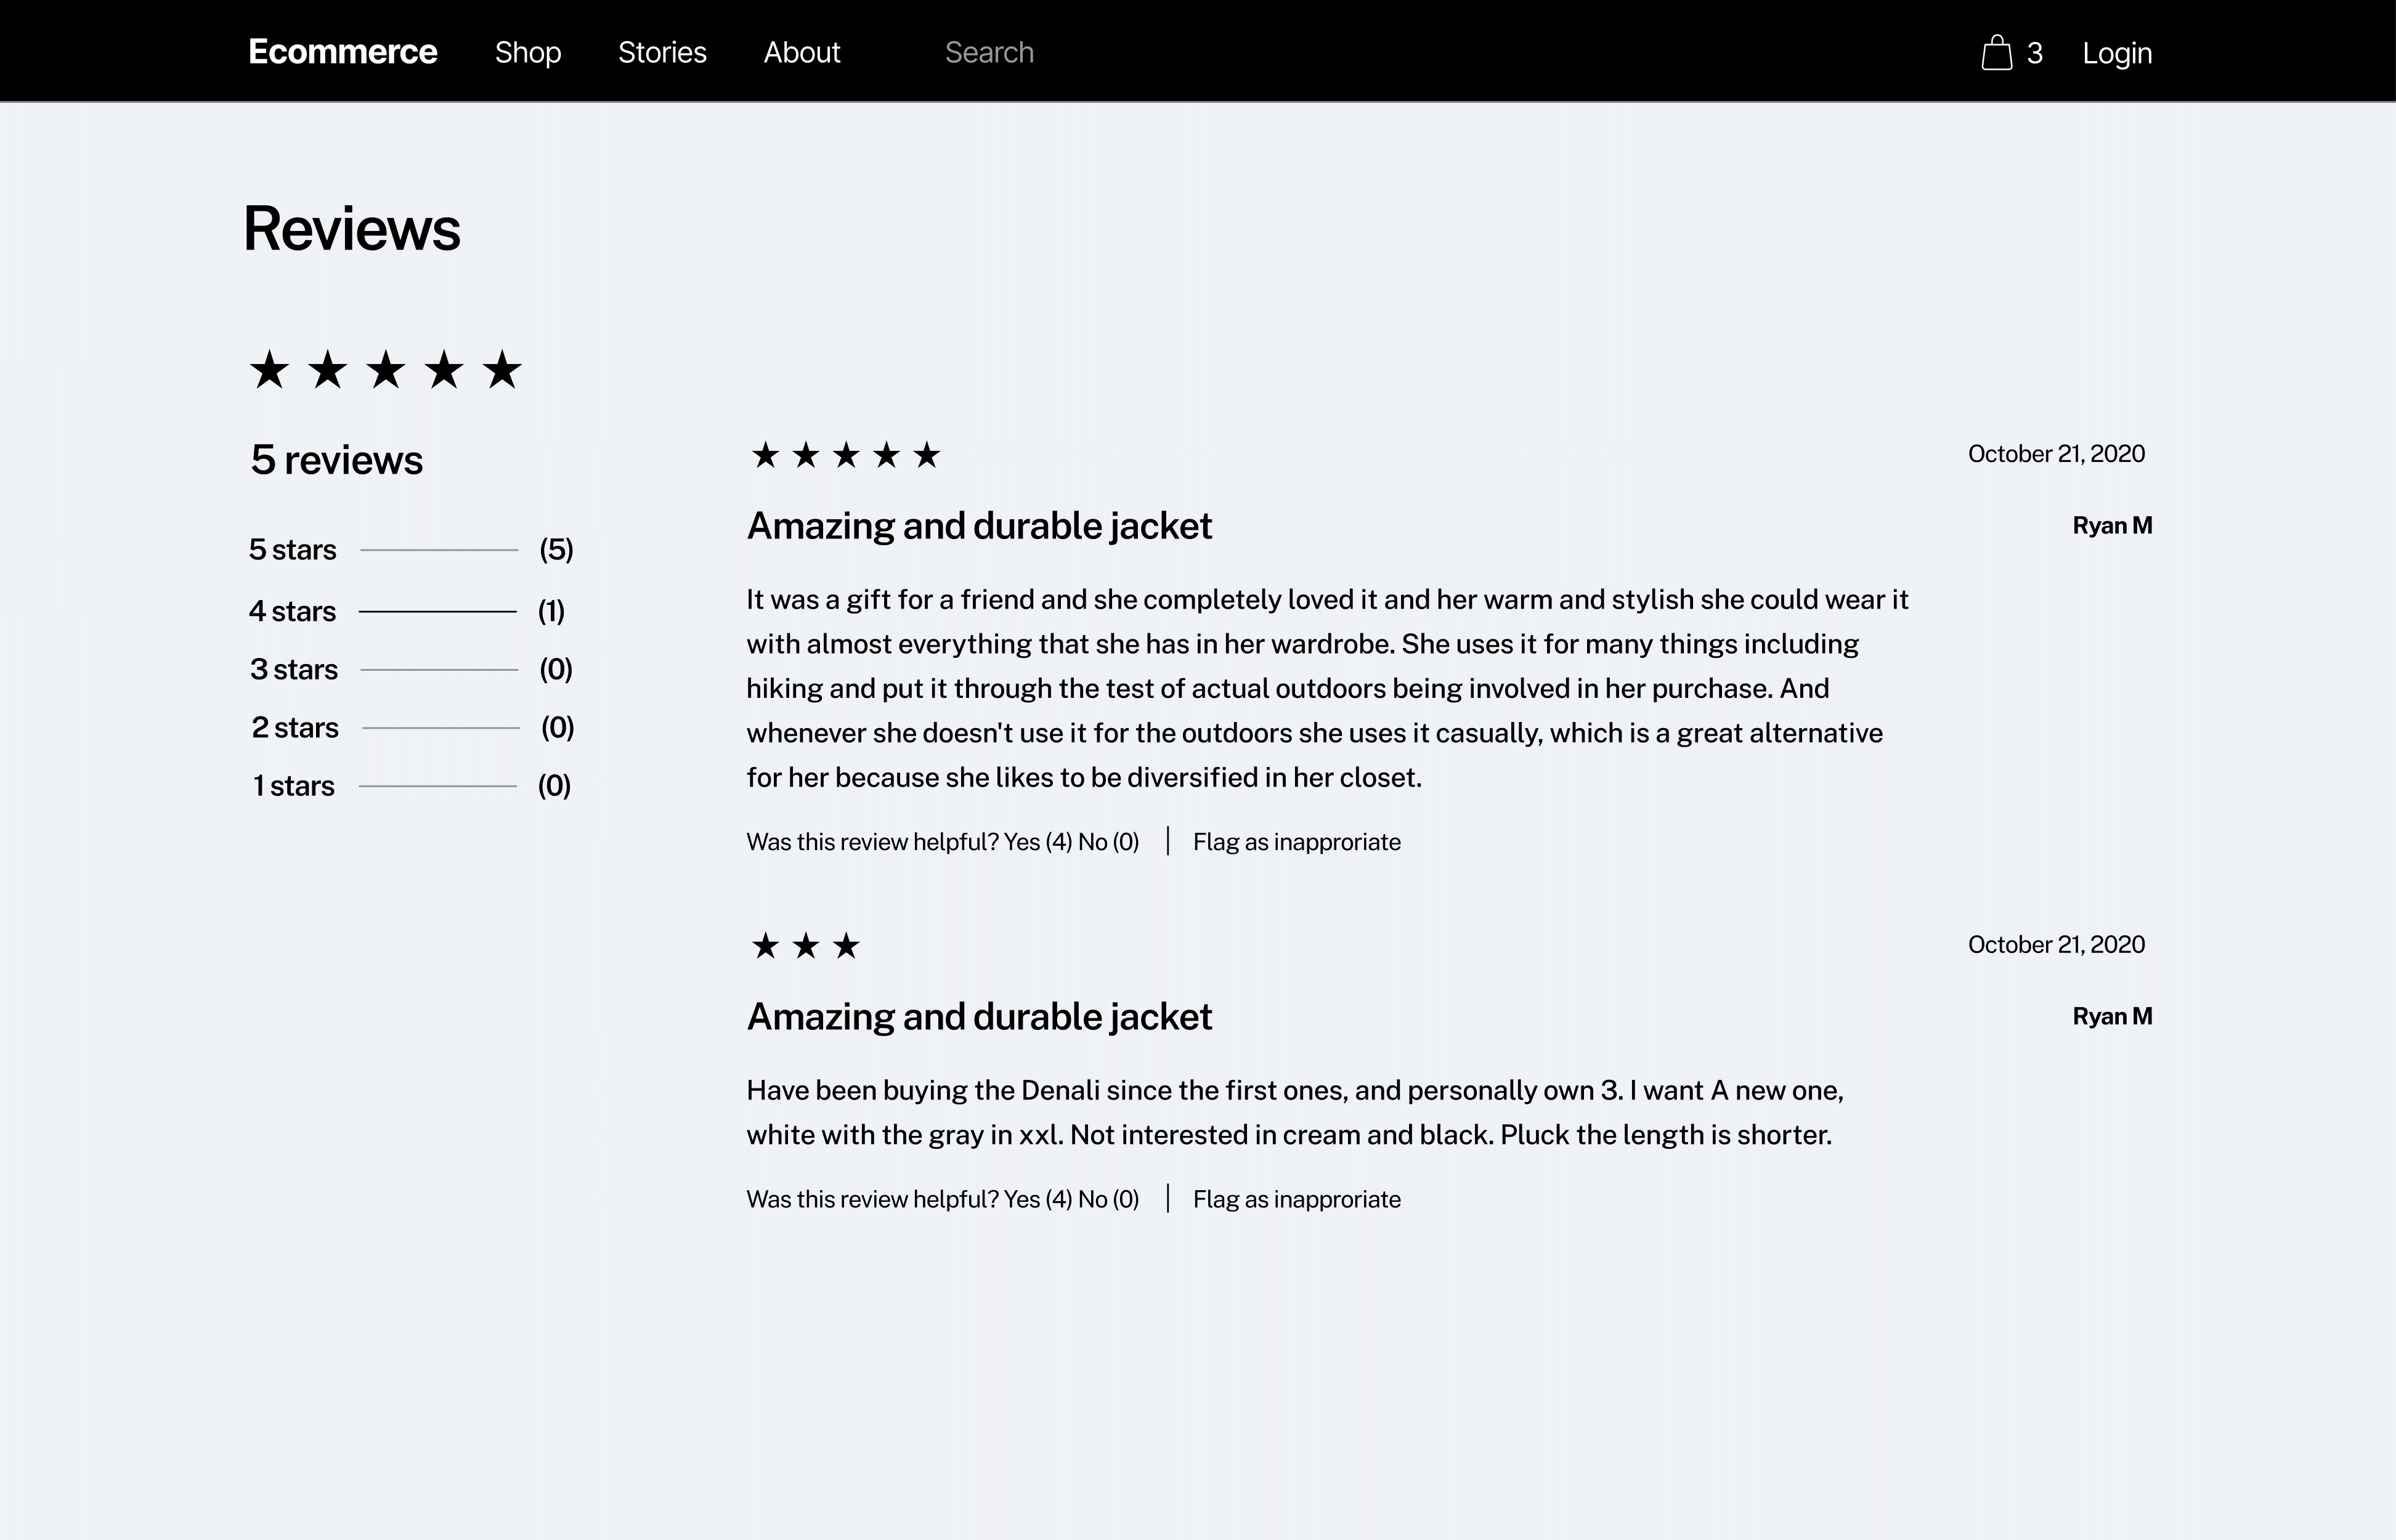 Ecommerce Shop Stories About Search 3 Login
Reviews
5 reviews
5 stars (5)
4 stars (1)
3 stars (0)
2 stars (0)
1 stars (0)
October 21, 2020
Amazing and durable jacket
Ryan M
It was a gift for a friend and she completely loved it and her warm and stylish she could wear it
with almost everything that she has in her wardrobe. She uses it for many things including
hiking and put it through the test of actual outdoors being involved in her purchase. And
whenever she doesn't use it for the outdoors she uses it casually, which is a great alternative
for her because she likes to be diversified in her closet.
Was this review helpful? Yes (4) No (0) | Flag as inapproriate
October 21, 2020
Amazing and durable jacket
Ryan M
Have been buying the Denali since the first ones, and personally own 3. I want A new one,
white with the gray in xxl. Not interested in cream and black. Pluck the length is shorter.
Was this review helpful? Yes (4) No (0) | Flag as inapproriate